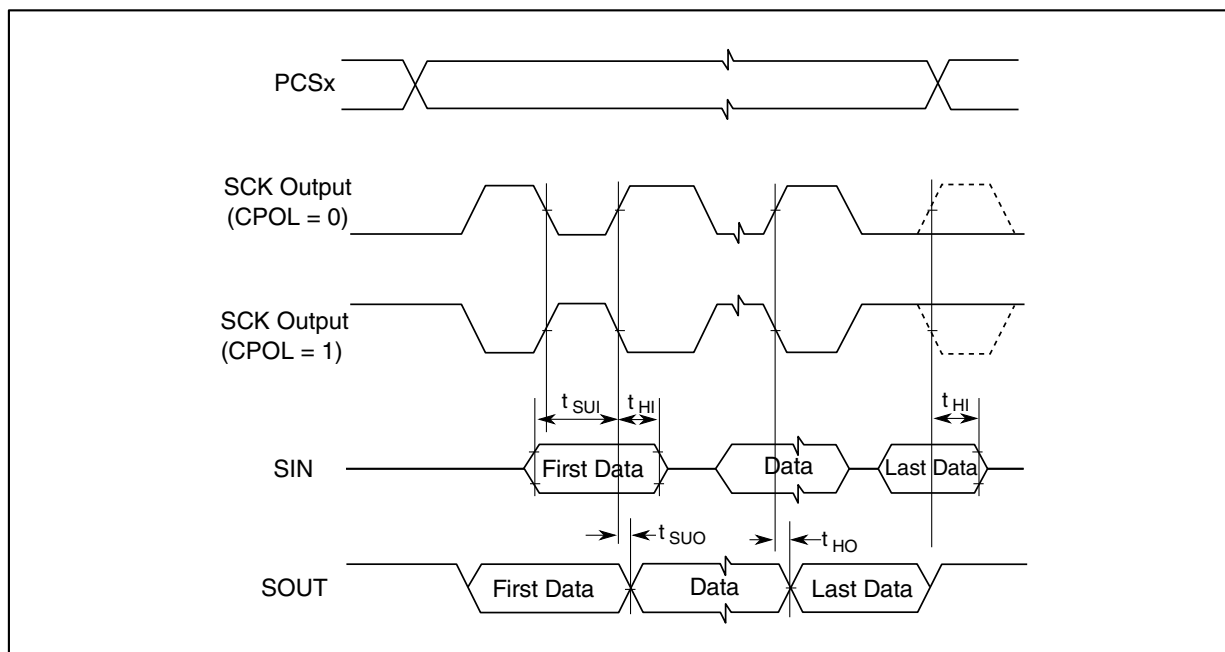 PCSx
SCK Output
(CPOL = 0)
SCK Output
(CPOL = 1)
t SUI
t HI
t HI
SIN
First Data
Data
Last Data
t SUO
t HO
SOUT
First Data
Data
Last Data